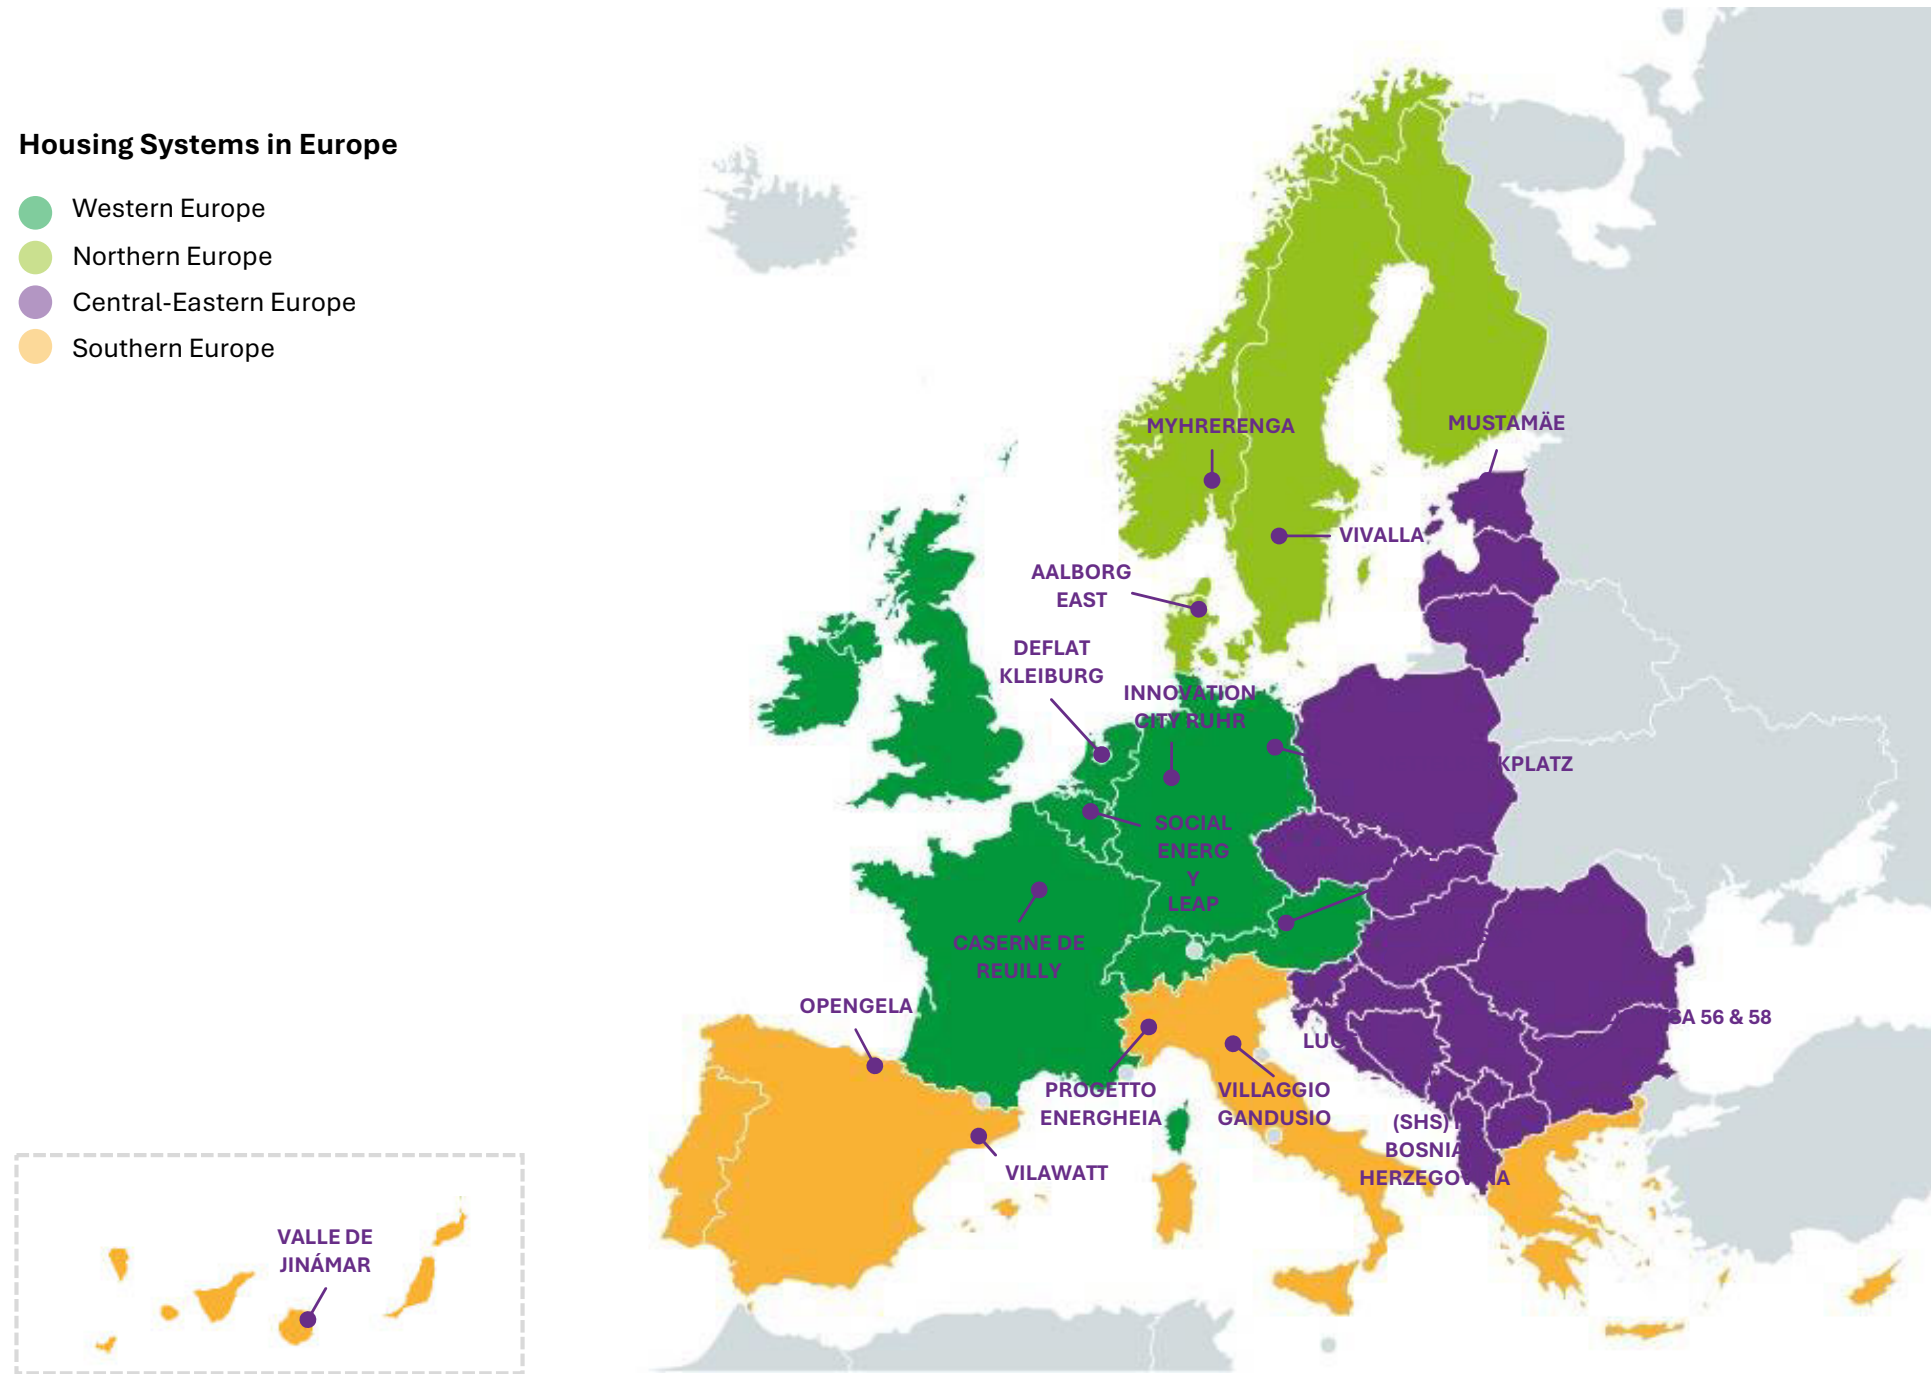 Housing Systems in Europe
Western Europe
Northern Europe
Central-Eastern Europe
Southern Europe
MYHRERENGA
MUSTAMÄE
VIVALLA
AALBORG
EAST
DEFLAT
KLEIBURG
INNOVATION
CITY RUHR
KPLATZ
SOCIAL
ENERG
Y
LEAP
CASERNE DE
REUILLY
OPENGELA
56 & 58
PROGETTO
ENERGHEIA
VILLAGGIO
GANDUSIO
(SHS)
BOSNIA
HERZEGOVINA
VILAWATT
VALLE DE
JINÁMAR